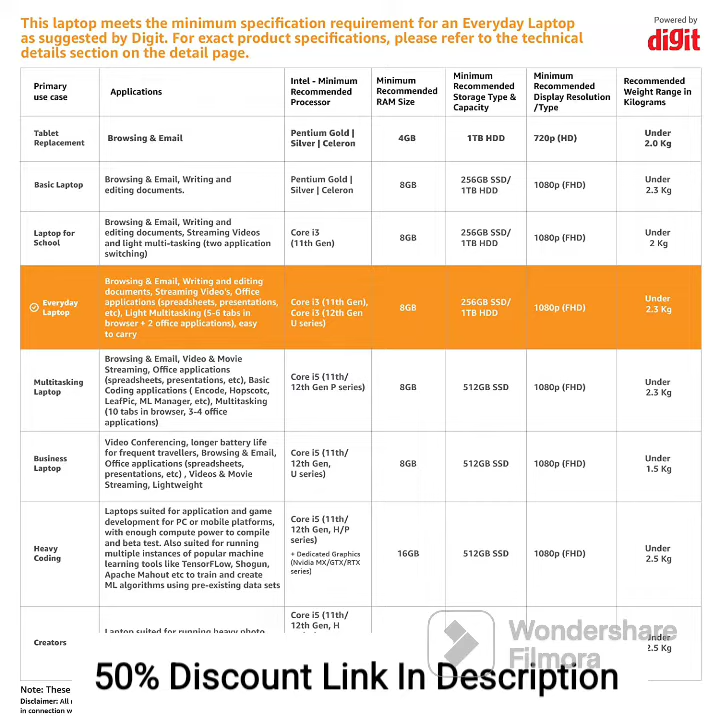 This laptop meets the minimum specification requirement for an Everyday Laptop
as suggested by Digit. For exact product specifications, please refer to the technical
details section on the detail page.
Powered by
digit
Primary
use case
Applications
Intel - Minimum
Recommended
Processor
Minimum
Recommended
RAM Size
Minimum
Recommended
Storage Type &
Capacity
Minimum
Recommended
Display Resolution
/Type
Recommended
Weight Range in
Kilograms
Tablet
Replacement
Browsing & Email
Pentium Gold |
Silver | Celeron
4GB
1TB HDD
720p (HD)
Under
2.0 Kg
Basic Laptop
Browsing & Email, Writing and
editing documents.
Pentium Gold |
Silver | Celeron
8GB
256GB SSD/
1TB HDD
1080p (FHD)
Under
2.3 Kg
Laptop for
School
Browsing & Email, Writing and
editing documents, Streaming Videos
and light multi-tasking (two application
switching)
Core i3
(11th Gen)
8GB
256GB SSD/
1TB HDD
1080p (FHD)
Under
2 Kg
Everyday
Laptop
Browsing & Email, Writing and editing
documents, Streaming Video's, Office
applications (spreadsheets, presentations,
etc), Light Multitasking (5-6 tabs in
browser + 2 office applications), easy
to carry
Core i3 (11th Gen),
Core i3 (12th Gen
U series)
8GB
256GB SSD/
1TB HDD
1080p (FHD)
Under
2.3 Kg
Multitasking
Laptop
Browsing & Email, Video & Movie
Streaming, Office applications
(spreadsheets, presentations, etc), Basic
Coding applications ( Encode, Hopscotc,
LeafPic, ML Manager, etc), Multitasking
(10 tabs in browser, 3-4 office
applications)
Core i5 (11th/
12th Gen P series)
8GB
512GB SSD
1080p (FHD)
Under
2.3 Kg
Business
Laptop
Video Conferencing, longer battery life
for frequent travellers, Browsing & Email,
Office applications (spreadsheets,
presentations, etc) , Videos & Movie
Streaming, Lightweight
Core i5 (11th/
12th Gen,
U series)
8GB
512GB SSD
1080p (FHD)
Under
1.5 Kg
Heavy
Coding
Laptops suited for application and game
development for PC or mobile platforms,
with enough compute power to compile
and beta test. Also suited for running
multiple instances of popular machine
learning tools like TensorFLow, Shogun,
Apache Mahout etc to train and create
ML algorithms using pre-existing data sets
Core i5 (11th/
12th Gen, H/P
series)
+ Dedicated Graphics
(Nvidia MX/GTX/RTX
series)
16GB
512GB SSD
1080p (FHD)
Under
2.5 Kg
Creators
Laptop suited for running heavy photo
Core i5 (11th/
12th Gen, H
Under
2.5 Kg
Wondershare
Filmora
50% Discount Link In Description
Note: These
Disclaimer: All
in connection